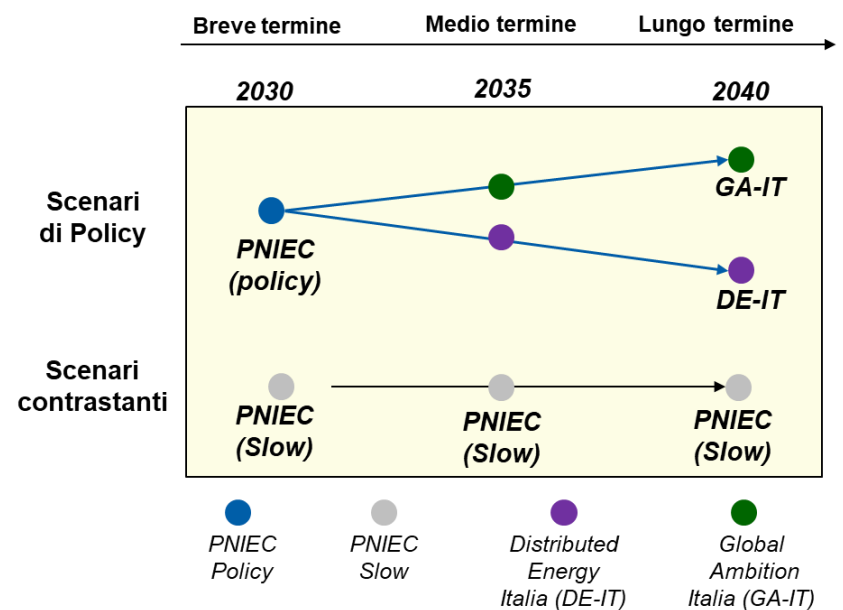 Breve termine
Medio termine
Lungo termine
2030
2035
2040
Scenari
di Policy
GA-IT
PNIEC
(policy)
DE-IT
Scenari
contrastanti
PNIEC
(Slow)
PNIEC
(Slow)
PNIEC
(Slow)
PNIEC
Policy
PNIEC
Slow
Distributed
Energy
Italia (DE-IT)
Global
Ambition
Italia (GA-IT)